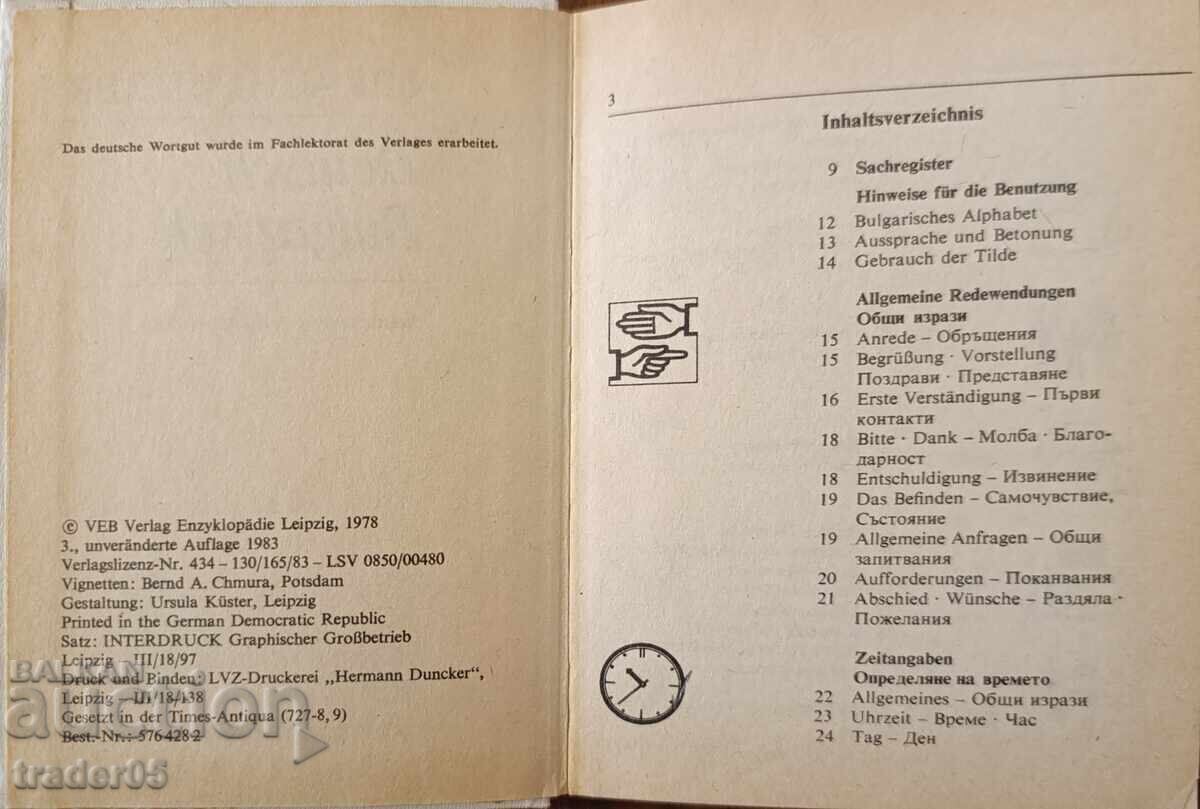 Das deutsche Wortgut wurde im Fachlektorat des Verlages erarbeitet.
© VEB Verlag Enzyklopädie Leipzig, 1978
3., unveränderte Auflage 1983
Verlagslizenz-Nr. 434 – 130/165/83 – LSV 0850/00480
Vignetten: Bernd A. Chmura, Potsdam
Gestaltung: Ursula Küster, Leipzig
Printed in the German Democratic Republic
Satz: INTERDRUCK Graphischer Großbetrieb
Leipzig – III/18/97
Druck und Binden: LVZ-Druckerei „Hermann Duncker“,
Leipzig – III/18/138
Gesetzt in der Times-Antiqua (727-8, 9)
Best.-Nr.: 576 428 2
BALKAN
auction
trader05
3
Inhaltsverzeichnis
9 Sachregister
Hinweise für die Benutzung
12 Bulgarisches Alphabet
13 Aussprache und Betonung
14 Gebrauch der Tilde
Allgemeine Redewendungen
Общи изрази
15 Anrede – Обръщения
15 Begrüßung · Vorstellung
Поздрави · Представяне
16 Erste Verständigung – Първи
контакти
18 Bitte · Dank – Молба · Благо-
дарност
18 Entschuldigung – Извинение
19 Das Befinden – Самочувствие,
Състояние
19 Allgemeine Anfragen – Общи
запитвания
20 Aufforderungen – Поканвания
21 Abschied · Wünsche – Раздяла ·
Пожелания
Zeitangaben
Определяне на времето
22 Allgemeines – Общи изрази
23 Uhrzeit – Време · Час
24 Tag – Ден